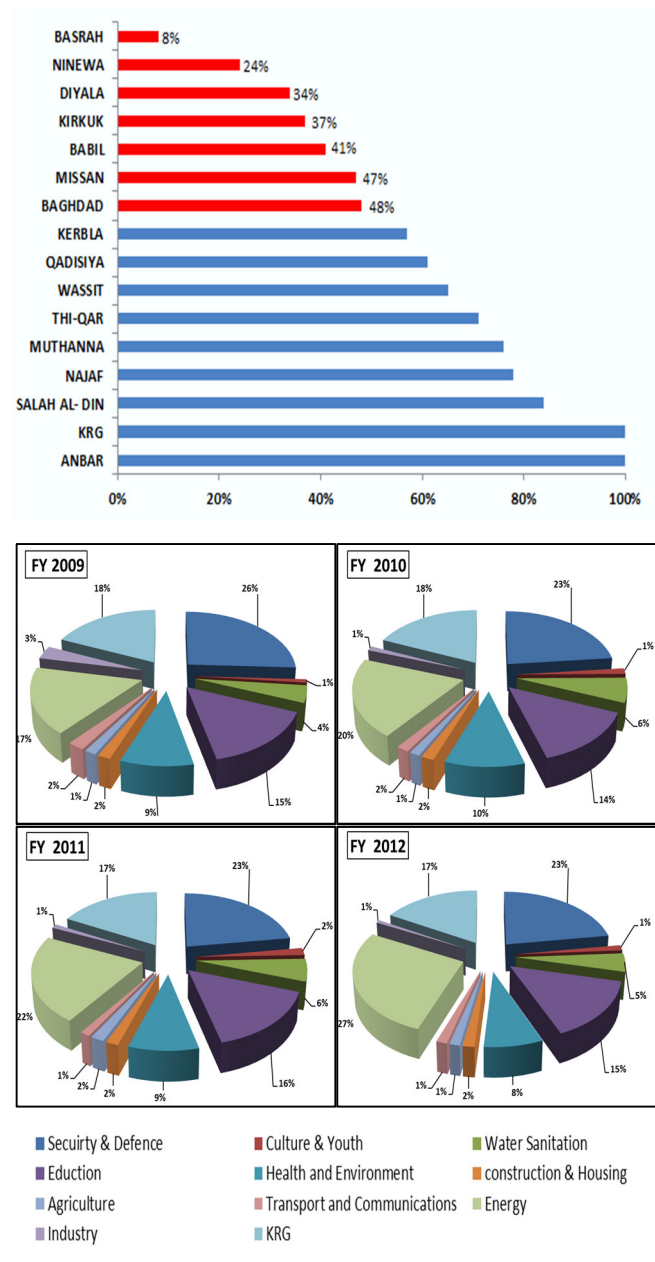 BASRAH 8%
NINEWA 24%
DIYALA 34%
KIRKUK 37%
BABIL 41%
MISSAN 47%
BAGHDAD 48%
KERBLA
QADISIYA
WASSIT
THI-QAR
MUTHANNA
NAJAF
SALAH AL- DIN
KRG
ANBAR
0% 20% 40% 60% 80% 100%
FY 2009
18% 26%
3%
1%
4%
17%
2% 1% 2% 9% 15%
FY 2010
18% 23%
1% 1%
6%
20%
2% 1% 2% 10% 14%
FY 2011
17% 23%
1% 2%
6%
22%
1% 2% 2% 9% 16%
FY 2012
17% 23%
1% 1%
5%
27%
1% 1% 2% 8% 15%
Secuirty & Defence Culture & Youth Water Sanitation
Eduction Health and Environment construction & Housing
Agriculture Transport and Communications Energy
Industry KRG